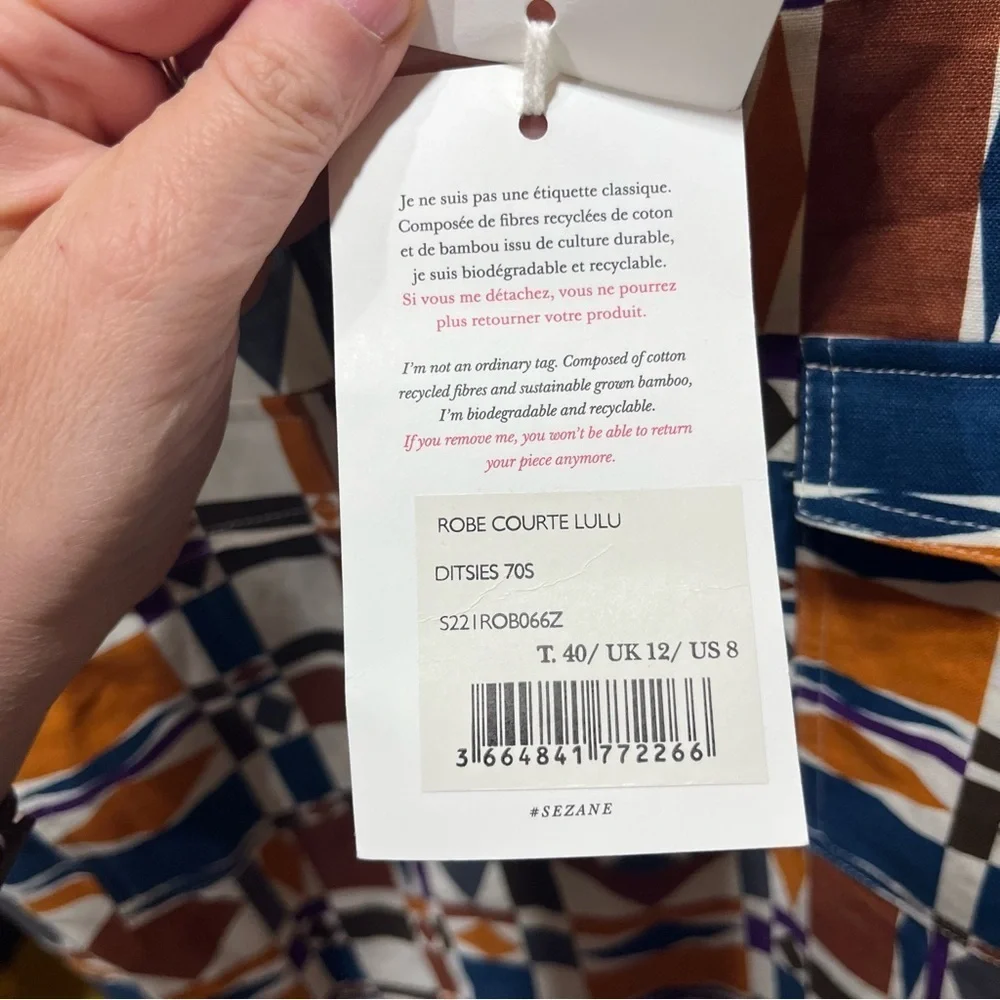 Je ne suis pas une étiquette classique.
Composée de fibres recyclées de coton
et de bambou issu de culture durable,
je suis biodégradable et recyclable.
Si vous me détachez, vous ne pourrez
plus retourner votre produit.
I'm not an ordinary tag. Composed of cotton
recycled fibres and sustainable grown bamboo,
I'm biodegradable and recyclable.
If you remove me, you won't be able to return
your piece anymore.
ROBE COURTE LULU
DITSIES 70S
S221ROB066Z
T. 40/ UK 12/ US 8
3 664841 772266
#SEZANE